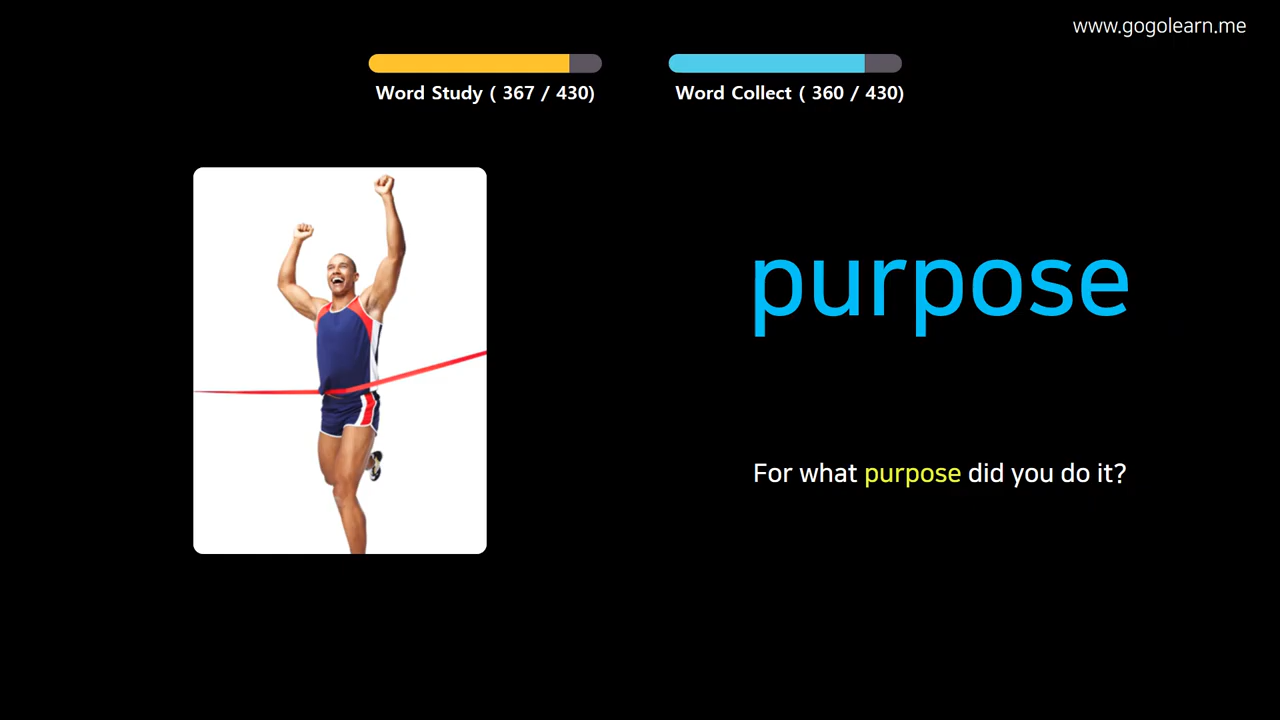 www.gogolearn.me
Word Study ( 367 / 430)
Word Collect ( 360 / 430)
purpose
For what purpose did you do it?